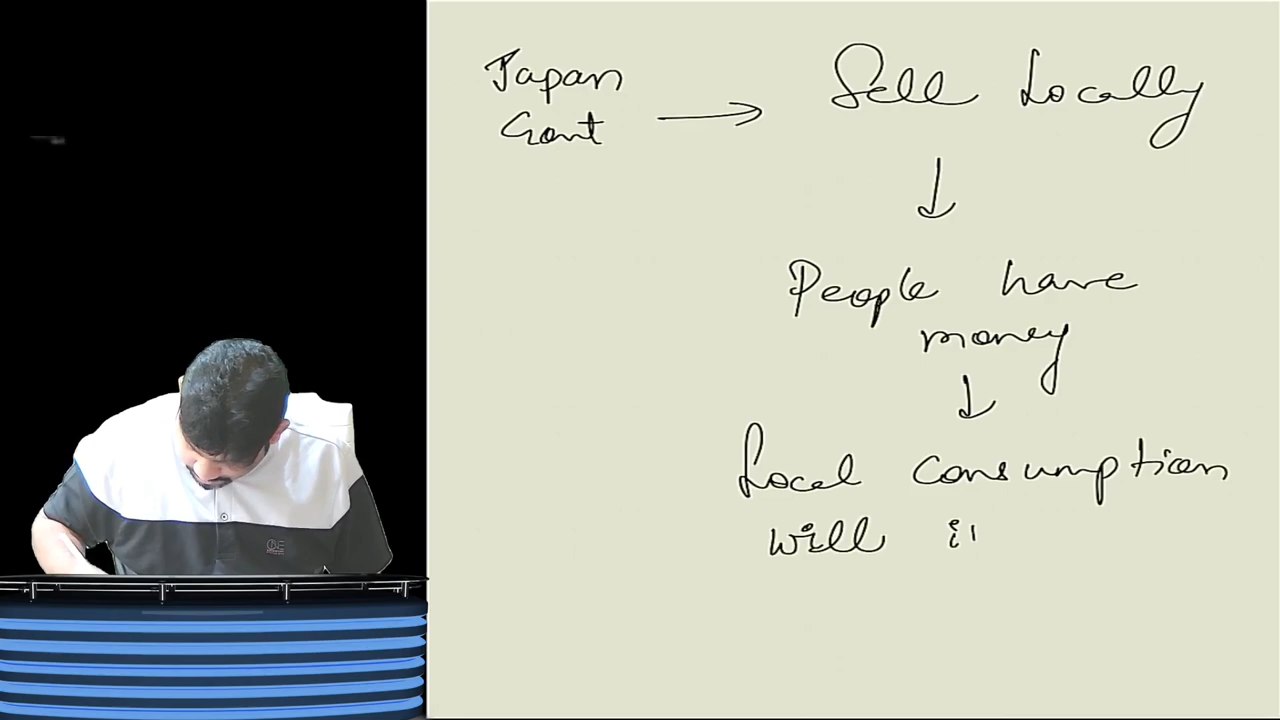 Japan
Govt → Sell Locally
↓
People have
money
↓
Local consumption
will i